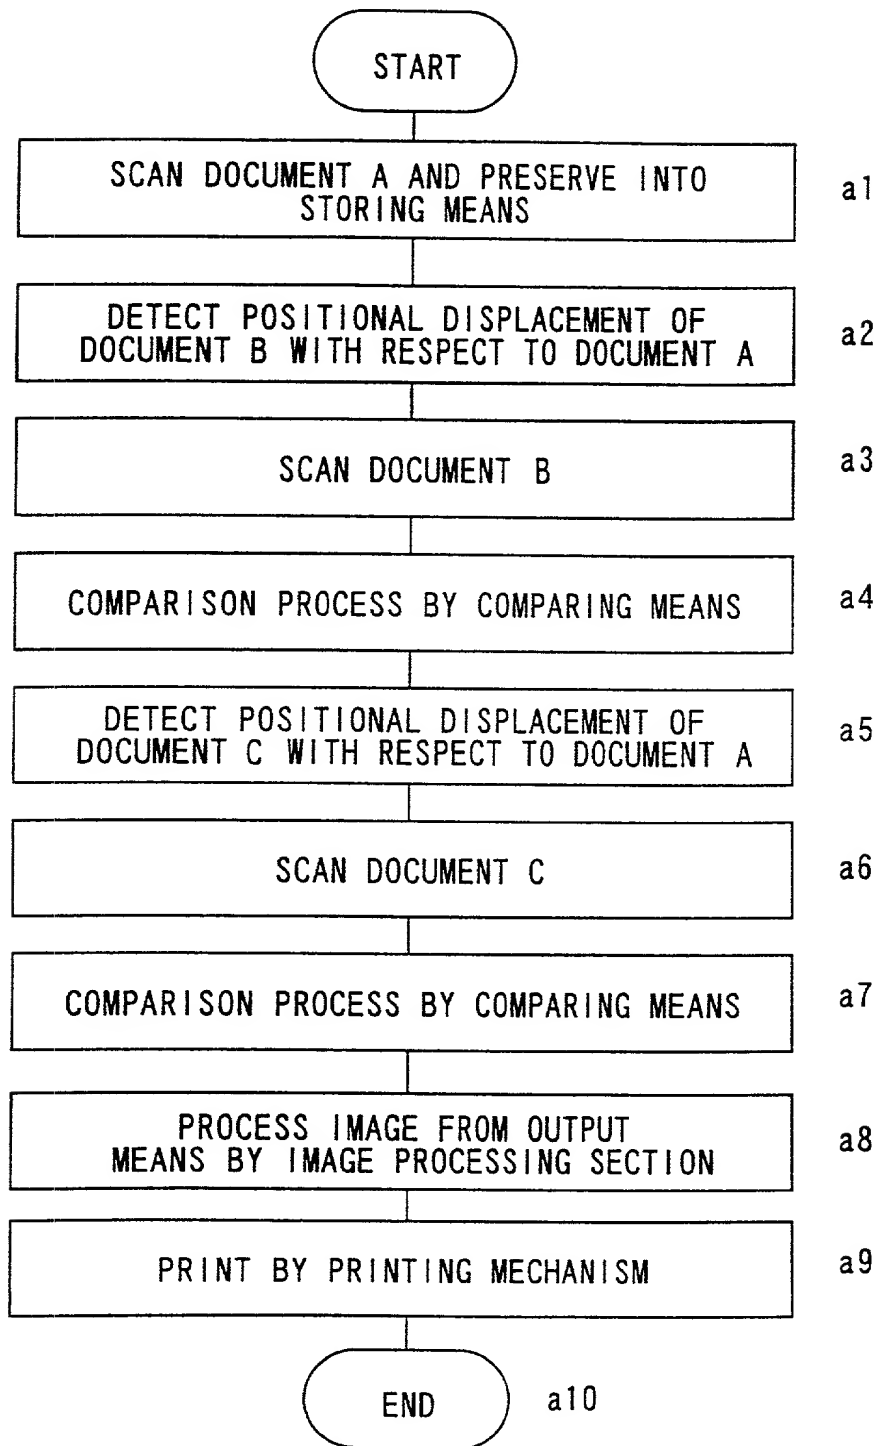 START
SCAN DOCUMENT A AND PRESERVE INTO
STORING MEANS
a1
DETECT POSITIONAL DISPLACEMENT OF
DOCUMENT B WITH RESPECT TO DOCUMENT A
a2
SCAN DOCUMENT B
a3
COMPARISON PROCESS BY COMPARING MEANS
a4
DETECT POSITIONAL DISPLACEMENT OF
DOCUMENT C WITH RESPECT TO DOCUMENT A
a5
SCAN DOCUMENT C
a6
COMPARISON PROCESS BY COMPARING MEANS
a7
PROCESS IMAGE FROM OUTPUT
MEANS BY IMAGE PROCESSING SECTION
a8
PRINT BY PRINTING MECHANISM
a9
END
a10